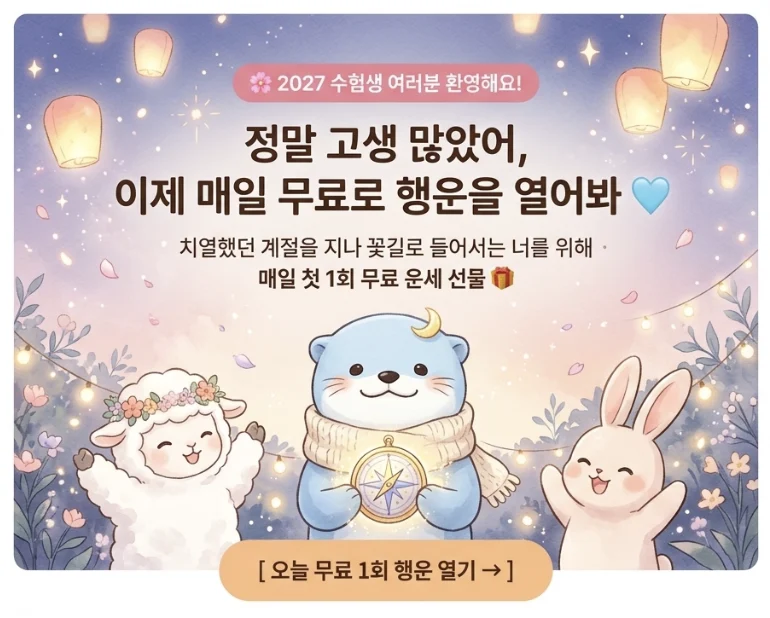 🌸 2027 수험생 여러분 환영해요!
정말 고생 많았어,
이제 매일 무료로 행운을 열어봐 🩵
치열했던 계절을 지나 꽃길로 들어서는 너를 위해
매일 첫 1회 무료 운세 선물 🎁
[ 오늘 무료 1회 행운 열기 → ]